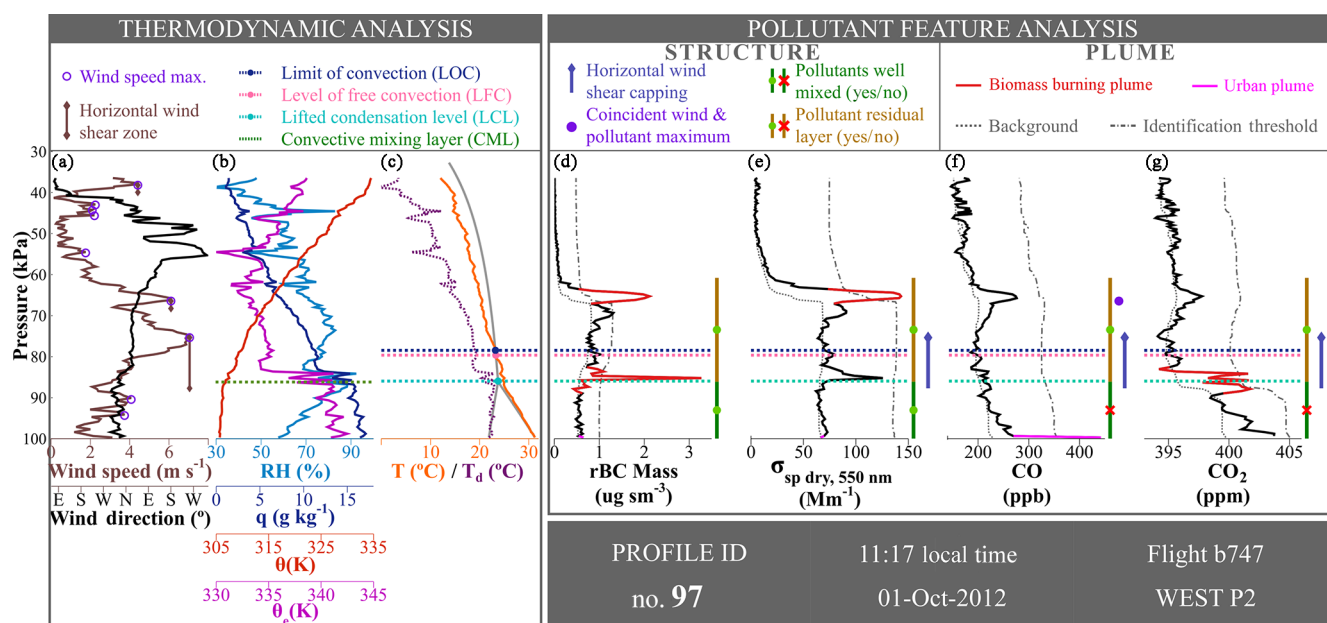 THERMODYNAMIC ANALYSIS
POLLUTANT FEATURE ANALYSIS
STRUCTURE
PLUME
Wind speed max.
Horizontal wind
shear zone
Limit of convection (LOC)
Level of free convection (LFC)
Lifted condensation level (LCL)
Convective mixing layer (CML)
Horizontal wind
shear capping
Coincident wind &
pollutant maximum
Pollutants well
mixed (yes/no)
Pollutant residual
layer (yes/no)
Biomass burning plume
Urban plume
Background
Identification threshold
(a) (b) (c) (d) (e) (f) (g)
Pressure (kPa)
30
40
50
60
70
80
90
100
0 2 4 6
Wind speed (m s⁻¹)
E S W N E S W
Wind direction (º)
30 50 70 90
RH (%)
0 5 10 15
q (g kg⁻¹)
305 315 325 335
θ(K)
330 335 340 345
θe(K)
0 10 20 30
T (ºC) / Td (ºC)
0 1 2 3
rBC Mass
(ug sm⁻³)
0 50 100 150
σsp dry, 550 nm
(Mm⁻¹)
200 300 400
CO
(ppb)
395 400 405
CO₂
(ppm)
PROFILE ID
no. 97
11:17 local time
01-Oct-2012
Flight b747
WEST P2